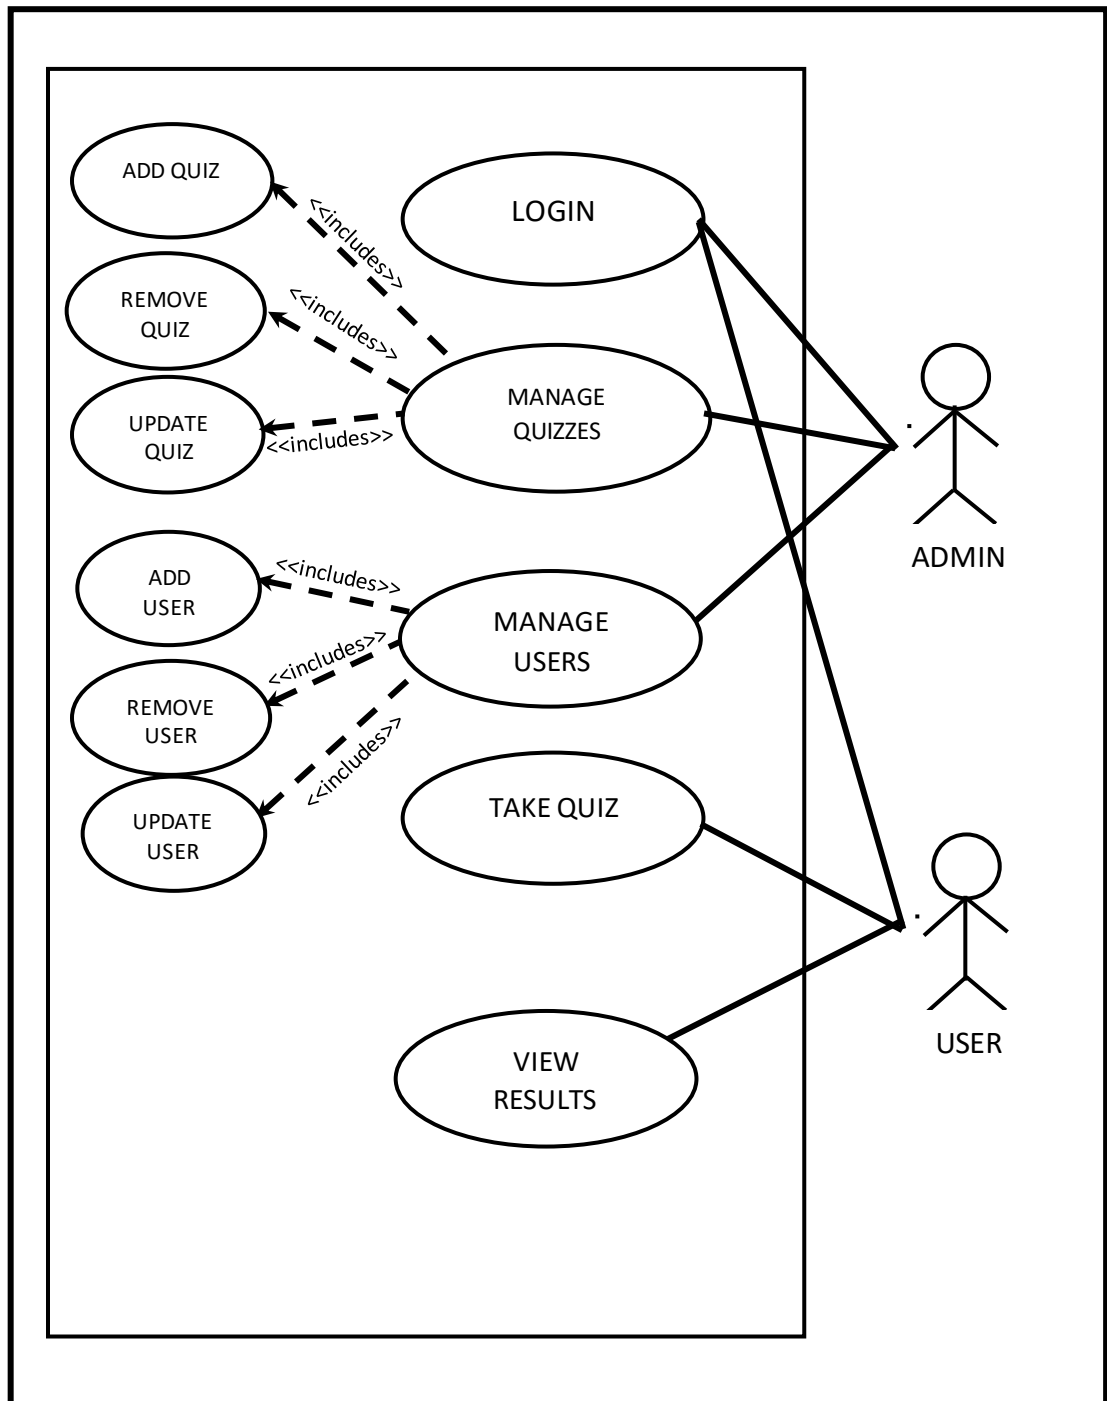 ADD QUIZ
<<includes>>
LOGIN
REMOVE
QUIZ
<<includes>>
MANAGE
QUIZZES
UPDATE
QUIZ
<<includes>>
ADMIN
ADD
USER
<<includes>>
MANAGE
USERS
REMOVE
USER
<<includes>>
UPDATE
USER
<<includes>>
TAKE QUIZ
USER
VIEW
RESULTS